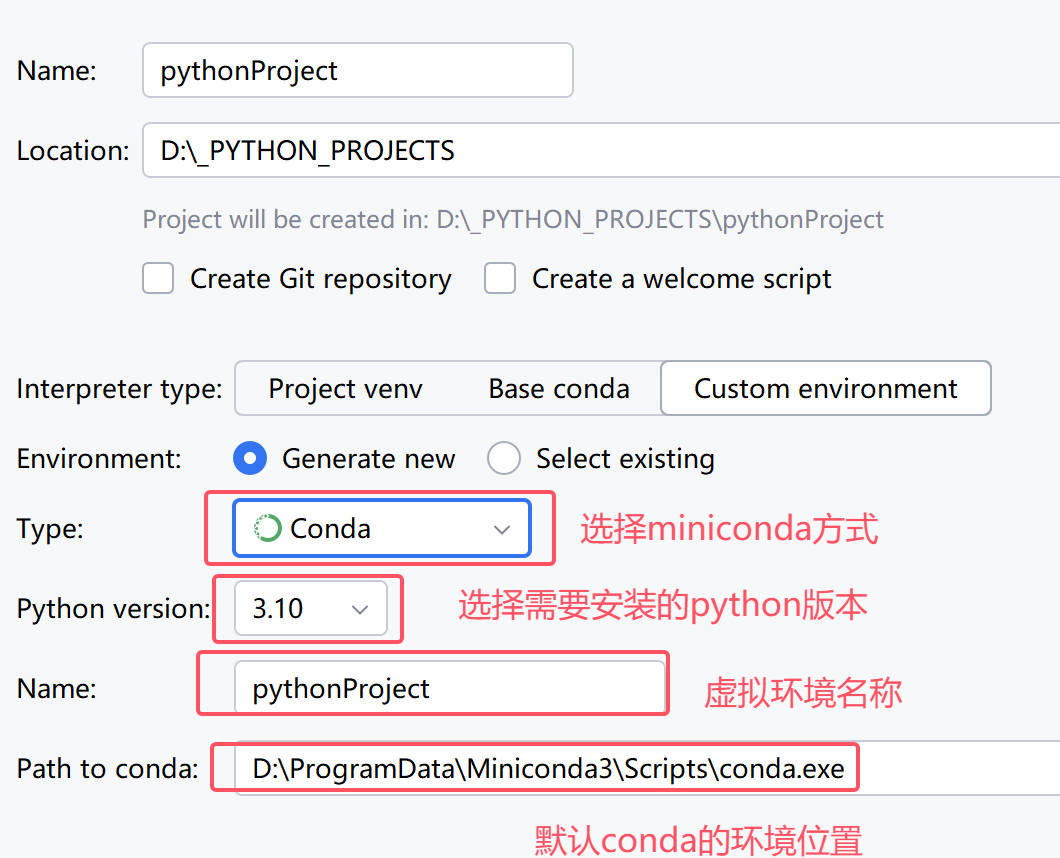 Name: pythonProject
Location: D:\_PYTHON_PROJECTS
Project will be created in: D:\_PYTHON_PROJECTS\pythonProject
Create Git repository Create a welcome script
Interpreter type: Project venv Base conda Custom environment
Environment: Generate new Select existing
Type: Conda 选择miniconda方式
Python version: 3.10 选择需要安装的python版本
Name: pythonProject 虚拟环境名称
Path to conda: D:\ProgramData\Miniconda3\Scripts\conda.exe
默认conda的环境位置